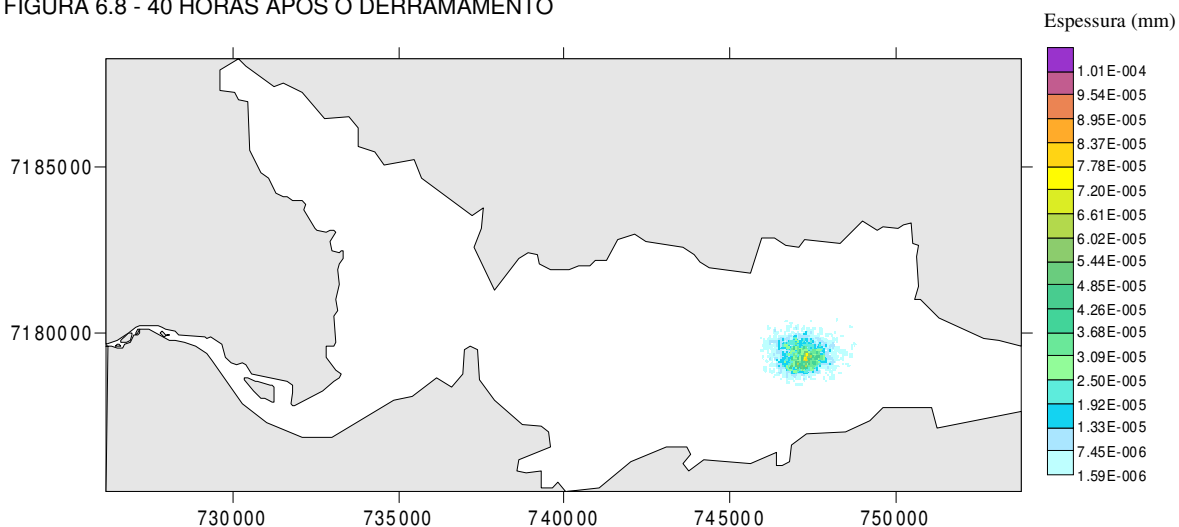 FIGURA 6.8 - 40 HORAS APÓS O DERRAMAMENTO
Espessura (mm)
1.01E-004
9.54E-005
8.95E-005
8.37E-005
7.78E-005
7.20E-005
6.61E-005
6.02E-005
5.44E-005
4.85E-005
4.26E-005
3.68E-005
3.09E-005
2.50E-005
1.92E-005
1.33E-005
7.45E-006
1.59E-006
7185000
7180000
730000 735000 740000 745000 750000